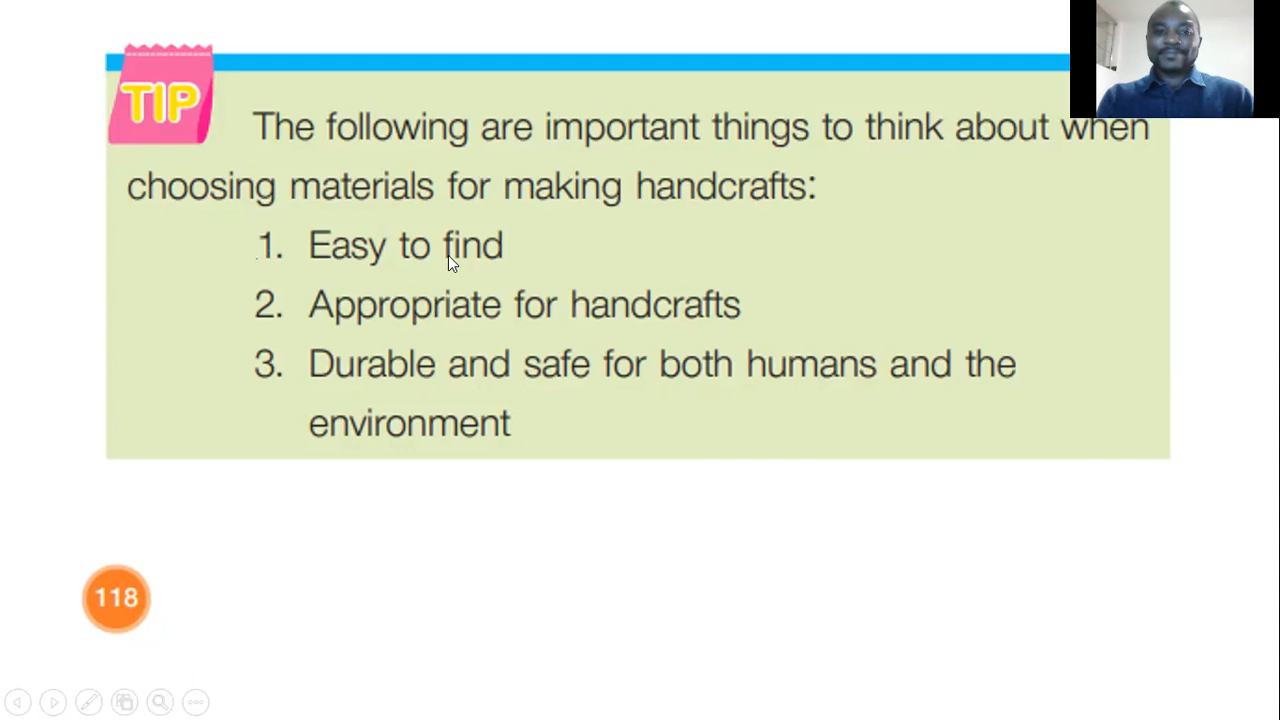 TIP
The following are important things to think about when
choosing materials for making handcrafts:
1. Easy to find
2. Appropriate for handcrafts
3. Durable and safe for both humans and the
environment
118